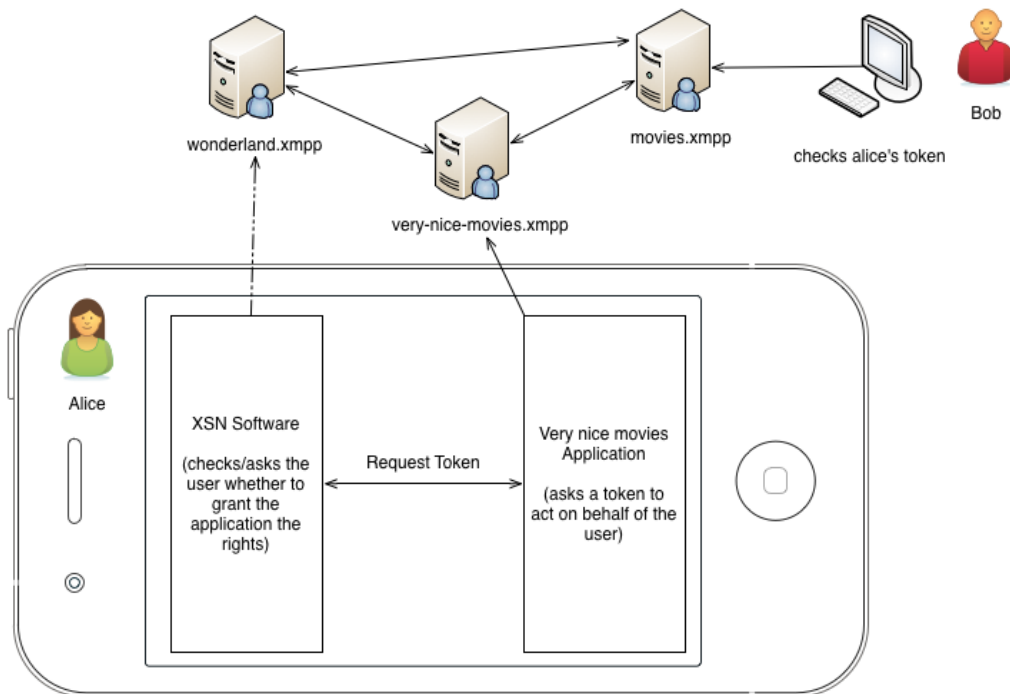 wonderland.xmpp
movies.xmpp
Bob
checks alice's token
very-nice-movies.xmpp
Alice
XSN Software
(checks/asks the
user whether to
grant the
application the
rights)
Request Token
Very nice movies
Application
(asks a token to
act on behalf of the
user)